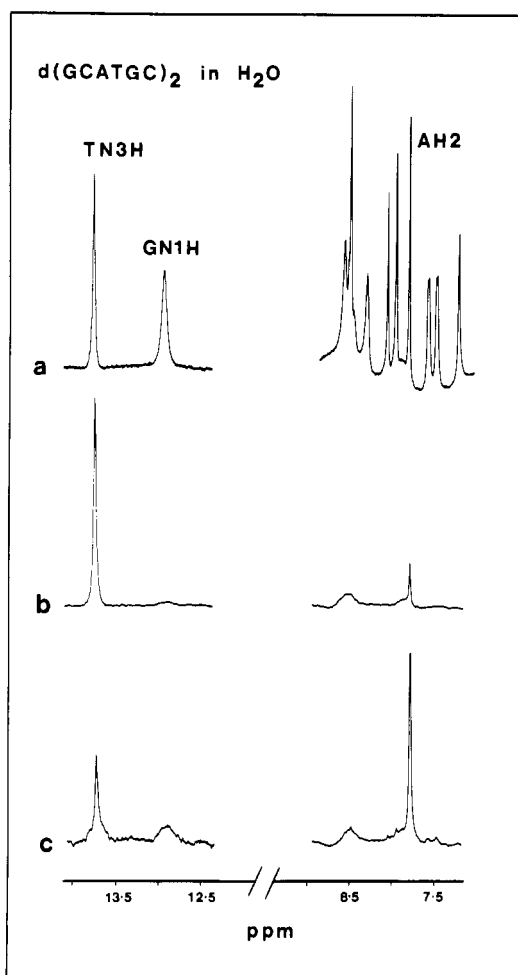 d(GCATGC)2 in H2O
TN3H
AH2
GN1H
a
b
c
13·5 12·5 8·5 7·5
ppm